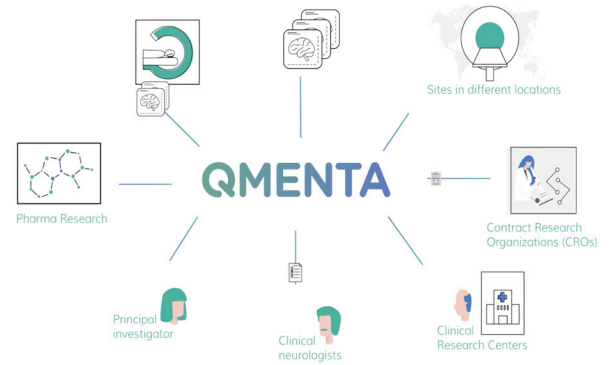 Sites in different locations
QMENTA
Pharma Research
Contract Research
Organizations (CROs)
Principal
investigator
Clinical
neurologists
Clinical
Research Centers